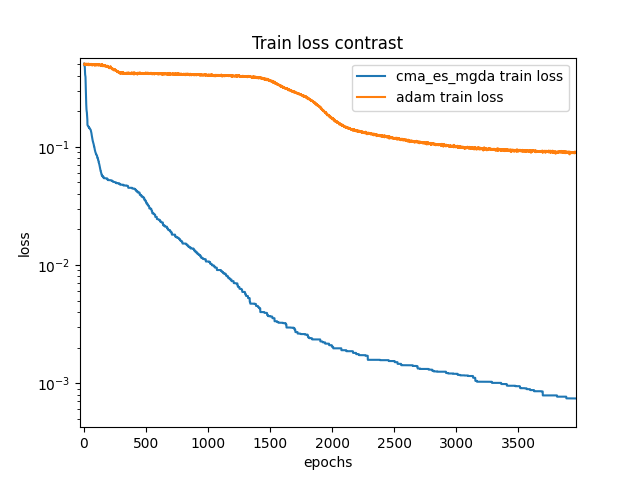 Train loss contrast
cma_es_mgda train loss
adam train loss
10⁻¹
10⁻²
10⁻³
loss
0 500 1000 1500 2000 2500 3000 3500
epochs